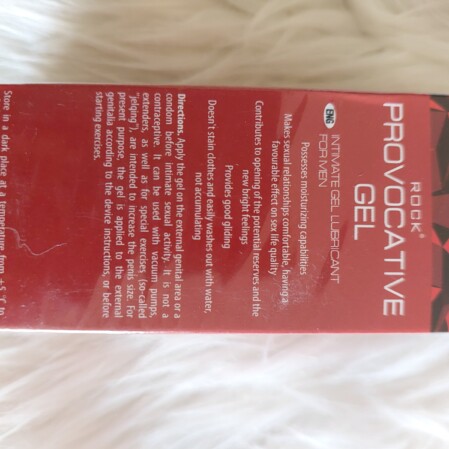 ROOK®
PROVOCATIVE
GEL
ENG INTIMATE GEL LUBRICANT
FOR MEN
Possesses moisturizing capabilities
Makes sexual relationships comfortable, having a
favourable effect on sex life quality
Contributes to opening of the potential reserves and the
new bright feelings
Provides good gliding
Doesn't stain clothes and easily washes out with water,
not accumulating
Directions. Apply the gel on the external genital area or a
condom before intimate sexual activity. It is not a
contraceptive. It can be used with vacuum pumps,
extenders, as well as for special exercises (so-called
"jelqing"), are intended to increase the penis size. For
present purpose, the gel is applied to the external
genitalia according to the device instructions, or before
starting exercises.
Store in a dark place at a temperature from +5 °C to